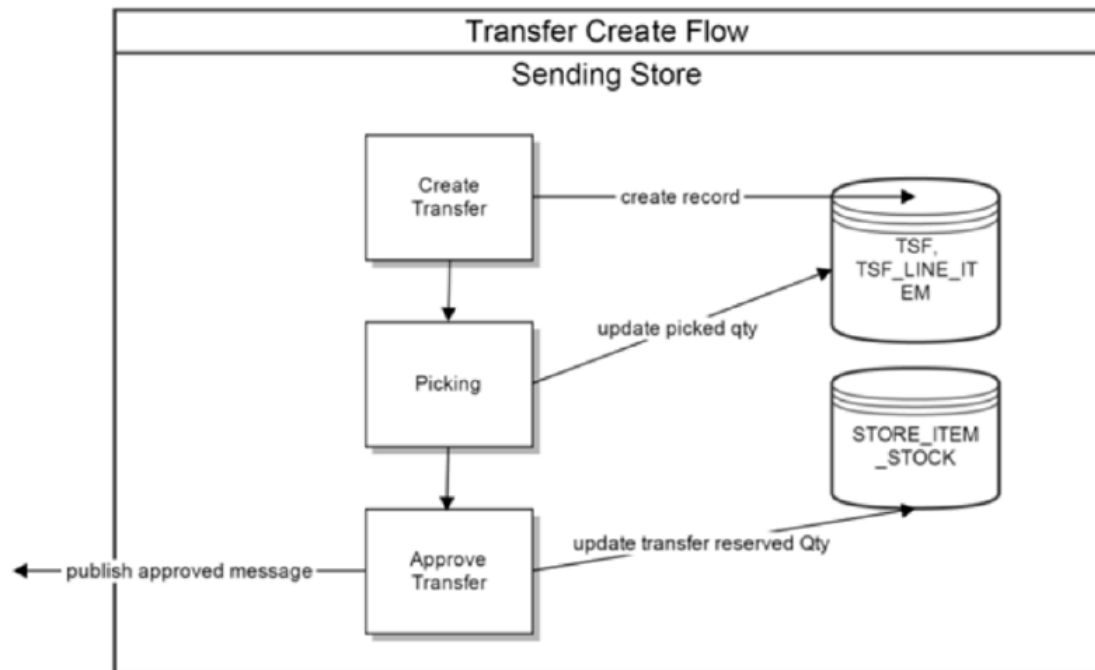 Transfer Create Flow
Sending Store
Create
Transfer
create record
TSF,
TSF_LINE_IT
EM
update picked qty
Picking
STORE_ITEM
_STOCK
update transfer reserved Qty
Approve
Transfer
publish approved message